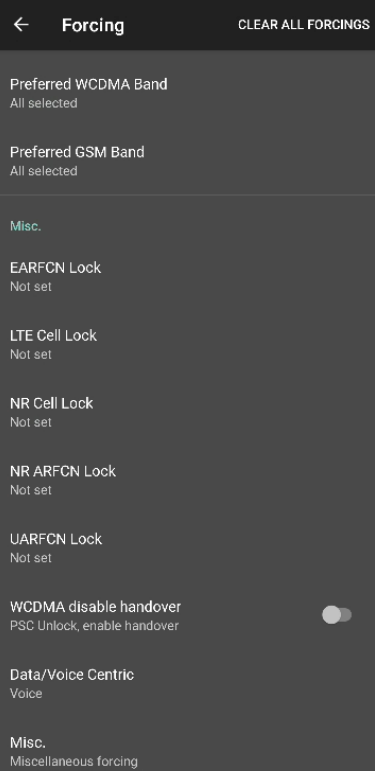 Forcing
CLEAR ALL FORCINGS
Preferred WCDMA Band
All selected
Preferred GSM Band
All selected
Misc.
EARFCN Lock
Not set
LTE Cell Lock
Not set
NR Cell Lock
Not set
NR ARFCN Lock
Not set
UARFCN Lock
Not set
WCDMA disable handover
PSC Unlock, enable handover
Data/Voice Centric
Voice
Misc.
Miscellaneous forcing